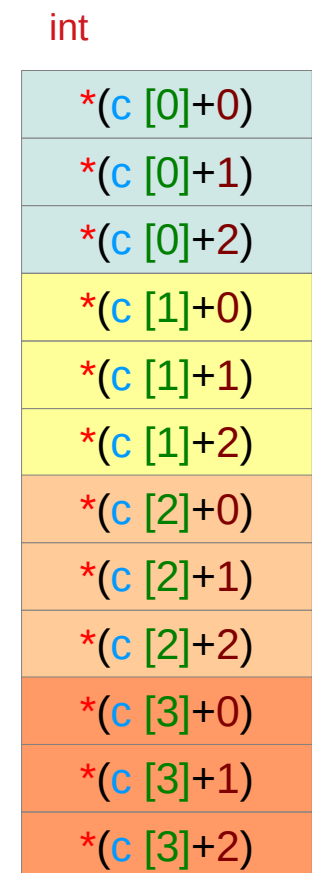 int
*(c [0]+0)
*(c [0]+1)
*(c [0]+2)
*(c [1]+0)
*(c [1]+1)
*(c [1]+2)
*(c [2]+0)
*(c [2]+1)
*(c [2]+2)
*(c [3]+0)
*(c [3]+1)
*(c [3]+2)